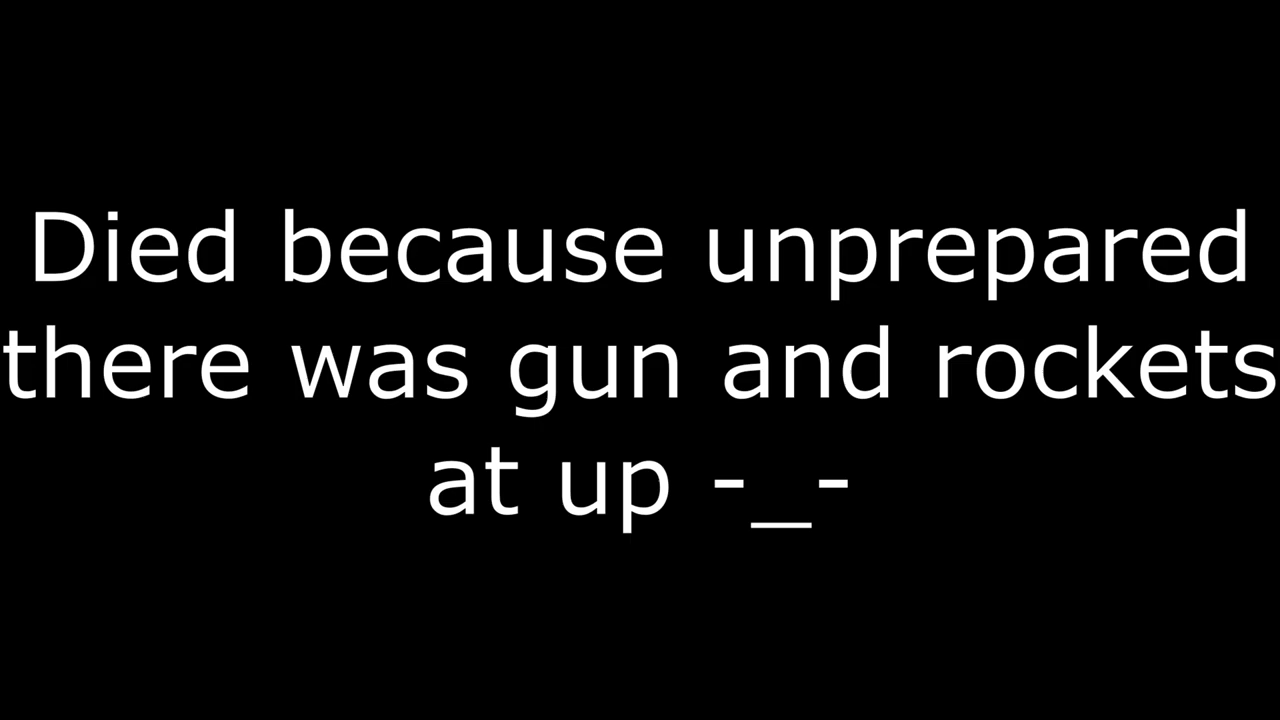 Died because unprepared
there was gun and rockets
at up -_-